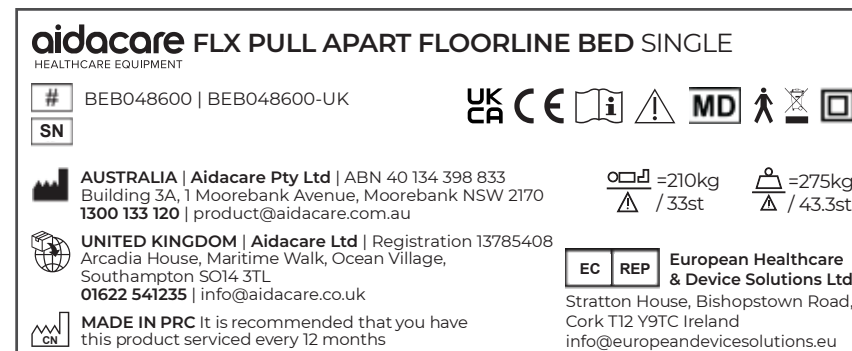 aidacare FLX PULL APART FLOORLINE BED SINGLE
HEALTHCARE EQUIPMENT
# BEB048600 | BEB048600-UK
SN
UK CA CE i MD
AUSTRALIA | Aidacare Pty Ltd | ABN 40 134 398 833
Building 3A, 1 Moorebank Avenue, Moorebank NSW 2170
1300 133 120 | product@aidacare.com.au
=210kg / 33st
=275kg / 43.3st
UNITED KINGDOM | Aidacare Ltd | Registration 13785408
Arcadia House, Maritime Walk, Ocean Village,
Southampton SO14 3TL
01622 541235 | info@aidacare.co.uk
CN
MADE IN PRC It is recommended that you have
this product serviced every 12 months
EC REP
European Healthcare
& Device Solutions Ltd
Stratton House, Bishopstown Road,
Cork T12 Y9TC Ireland
info@europeandevicesolutions.eu